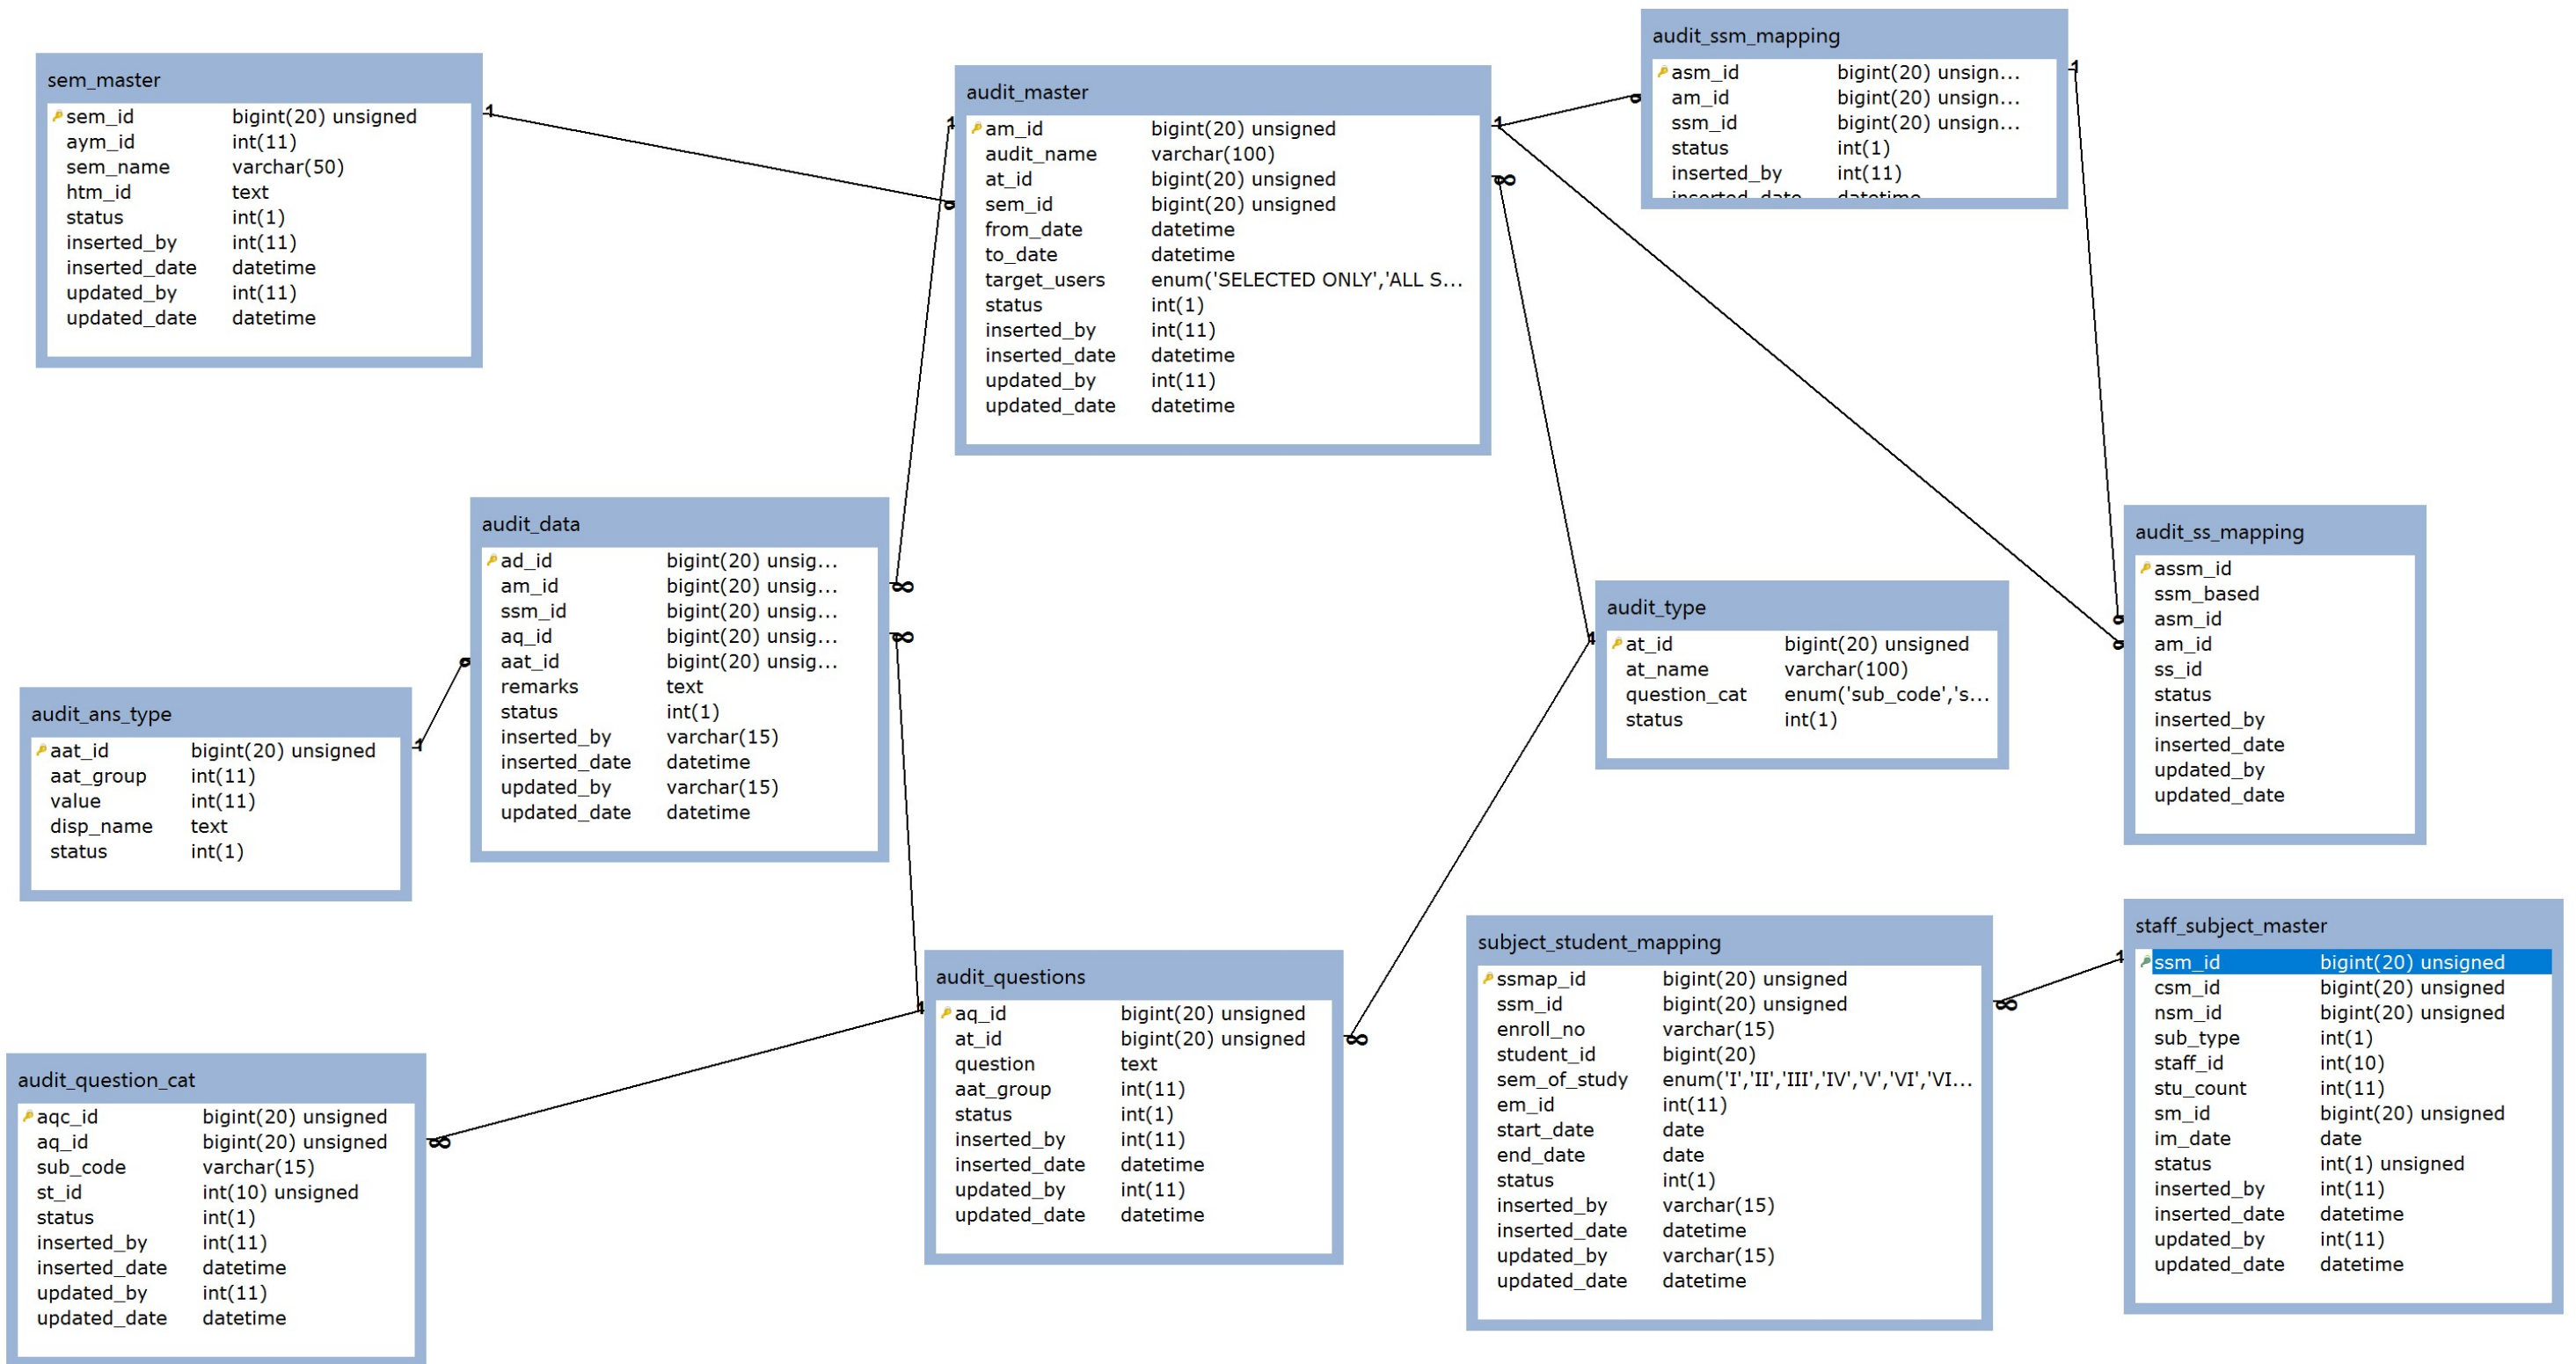 sem_master
sem_id bigint(20) unsigned
aym_id int(11)
sem_name varchar(50)
htm_id text
status int(1)
inserted_by int(11)
inserted_date datetime
updated_by int(11)
updated_date datetime
1
audit_master
am_id bigint(20) unsigned
audit_name varchar(100)
at_id bigint(20) unsigned
sem_id bigint(20) unsigned
from_date datetime
to_date datetime
target_users enum('SELECTED ONLY','ALL S...
status int(1)
inserted_by int(11)
inserted_date datetime
updated_by int(11)
updated_date datetime
1
1
∞
audit_ssm_mapping
asm_id bigint(20) unsign...
am_id bigint(20) unsign...
ssm_id bigint(20) unsign...
status int(1)
inserted_by int(11)
inserted_date datetime
1
audit_data
ad_id bigint(20) unsig...
am_id bigint(20) unsig...
ssm_id bigint(20) unsig...
aq_id bigint(20) unsig...
aat_id bigint(20) unsig...
remarks text
status int(1)
inserted_by varchar(15)
inserted_date datetime
updated_by varchar(15)
updated_date datetime
∞
∞
audit_ss_mapping
assm_id
ssm_based
asm_id
am_id
ss_id
status
inserted_by
inserted_date
updated_by
updated_date
audit_type
at_id bigint(20) unsigned
at_name varchar(100)
question_cat enum('sub_code','s...
status int(1)
1
audit_ans_type
aat_id bigint(20) unsigned
aat_group int(11)
value int(11)
disp_name text
status int(1)
1
audit_questions
aq_id bigint(20) unsigned
at_id bigint(20) unsigned
question text
aat_group int(11)
status int(1)
inserted_by int(11)
inserted_date datetime
updated_by int(11)
updated_date datetime
1
∞
subject_student_mapping
ssmap_id bigint(20) unsigned
ssm_id bigint(20) unsigned
enroll_no varchar(15)
student_id bigint(20)
sem_of_study enum('I','II','III','IV','V','VI','VI...
em_id int(11)
start_date date
end_date date
status int(1)
inserted_by varchar(15)
inserted_date datetime
updated_by varchar(15)
updated_date datetime
∞
staff_subject_master
ssm_id bigint(20) unsigned
csm_id bigint(20) unsigned
nsm_id bigint(20) unsigned
sub_type int(1)
staff_id int(10)
stu_count int(11)
sm_id bigint(20) unsigned
im_date date
status int(1) unsigned
inserted_by int(11)
inserted_date datetime
updated_by int(11)
updated_date datetime
1
audit_question_cat
aqc_id bigint(20) unsigned
aq_id bigint(20) unsigned
sub_code varchar(15)
st_id int(10) unsigned
status int(1)
inserted_by int(11)
inserted_date datetime
updated_by int(11)
updated_date datetime
∞